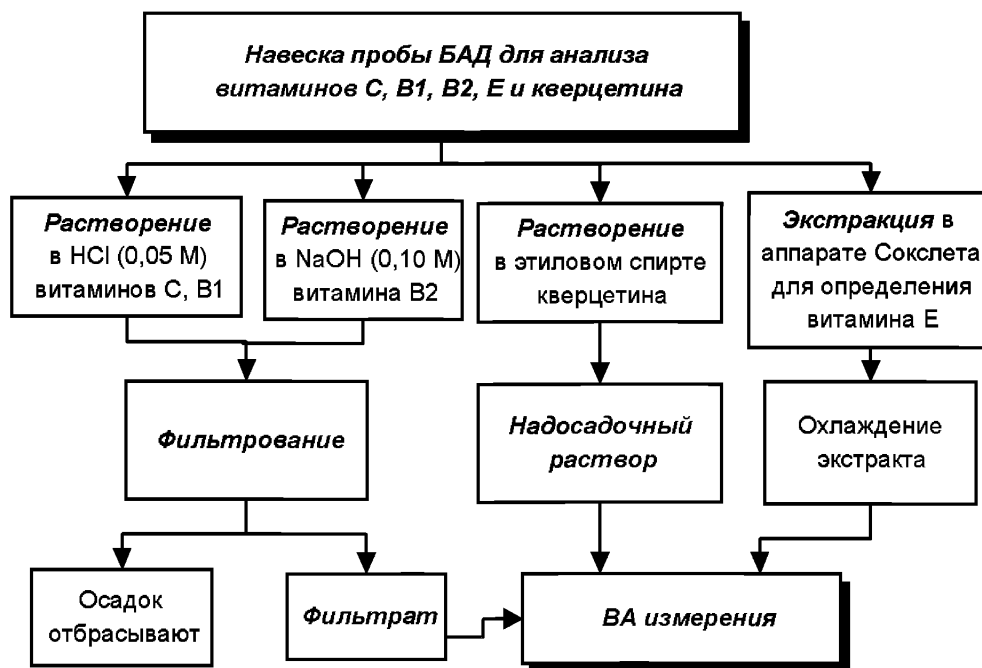 Навеска пробы БАД для анализа
витаминов С, В1, В2, Е и кверцетина
Растворение
в HCl (0,05 М)
витаминов С, В1
Растворение
в NaOH (0,10 М)
витамина В2
Растворение
в этиловом спирте
кверцетина
Экстракция в
аппарате Сокслета
для определения
витамина Е
Фильтрование
Надосадочный
раствор
Охлаждение
экстракта
Осадок
отбрасывают
Фильтрат
ВА измерения